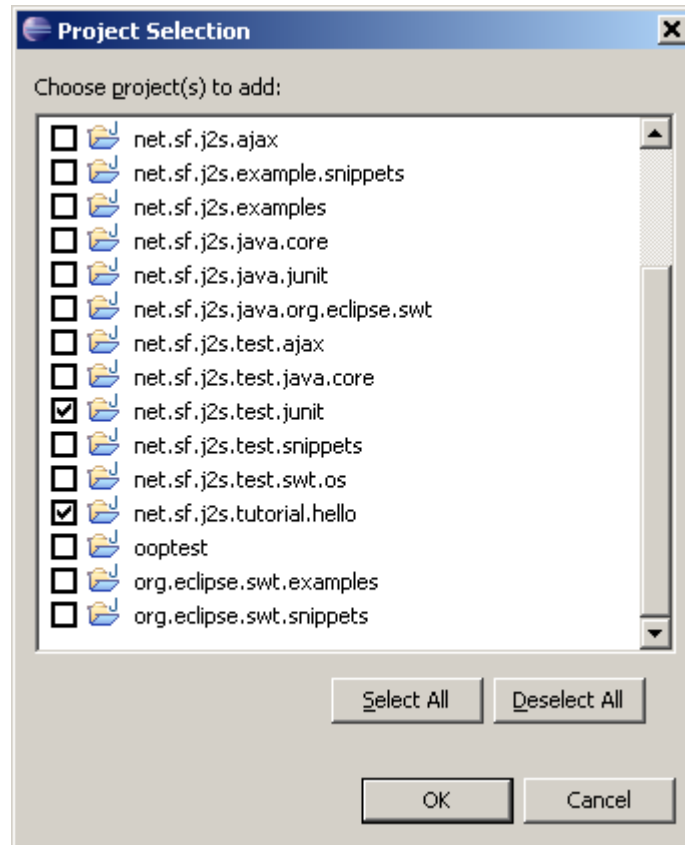 Project Selection
Choose project(s) to add:
net.sf.j2s.ajax
net.sf.j2s.example.snippets
net.sf.j2s.examples
net.sf.j2s.java.core
net.sf.j2s.java.junit
net.sf.j2s.java.org.eclipse.swt
net.sf.j2s.test.ajax
net.sf.j2s.test.java.core
net.sf.j2s.test.junit
net.sf.j2s.test.snippets
net.sf.j2s.test.swt.os
net.sf.j2s.tutorial.hello
ooptest
org.eclipse.swt.examples
org.eclipse.swt.snippets
Select All Deselect All
OK Cancel